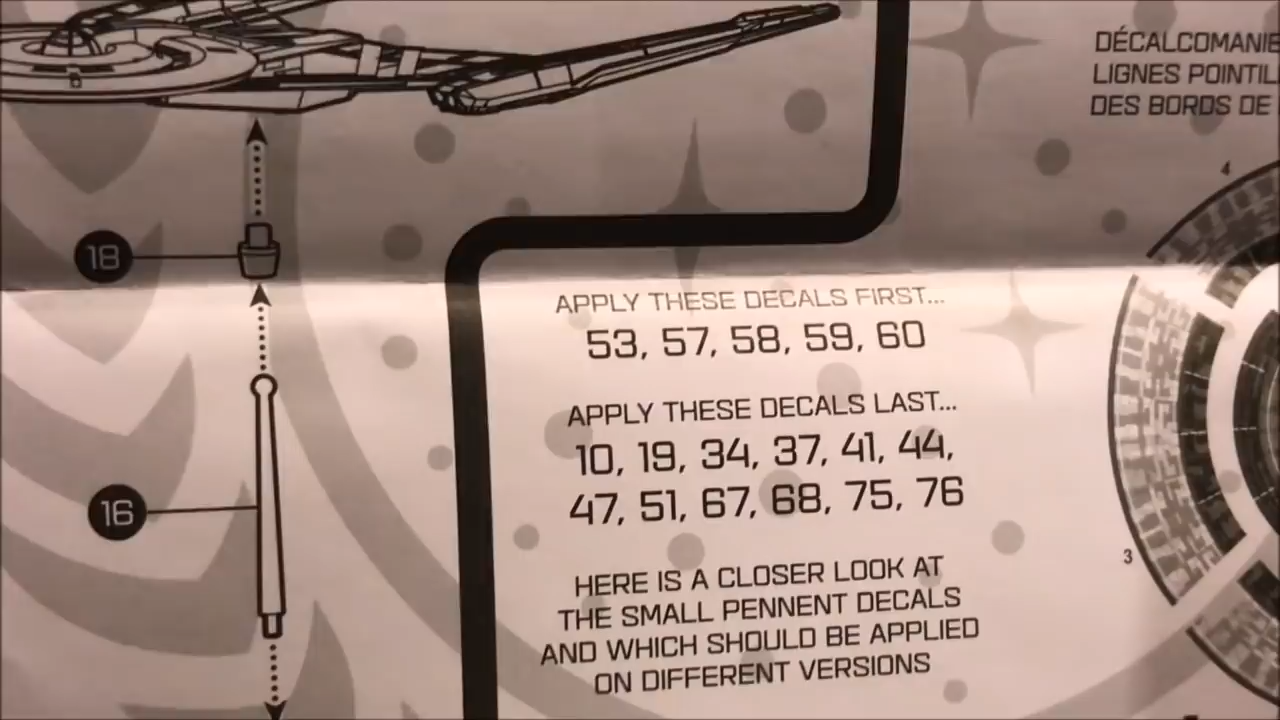 DÉCALCOMANIE
LIGNES POINTIL
DES BORDS DE
4
18
APPLY THESE DECALS FIRST...
53, 57, 58, 59, 60
APPLY THESE DECALS LAST...
10, 19, 34, 37, 41, 44,
47, 51, 67, 68, 75, 76
16
3
HERE IS A CLOSER LOOK AT
THE SMALL PENNENT DECALS
AND WHICH SHOULD BE APPLIED
ON DIFFERENT VERSIONS